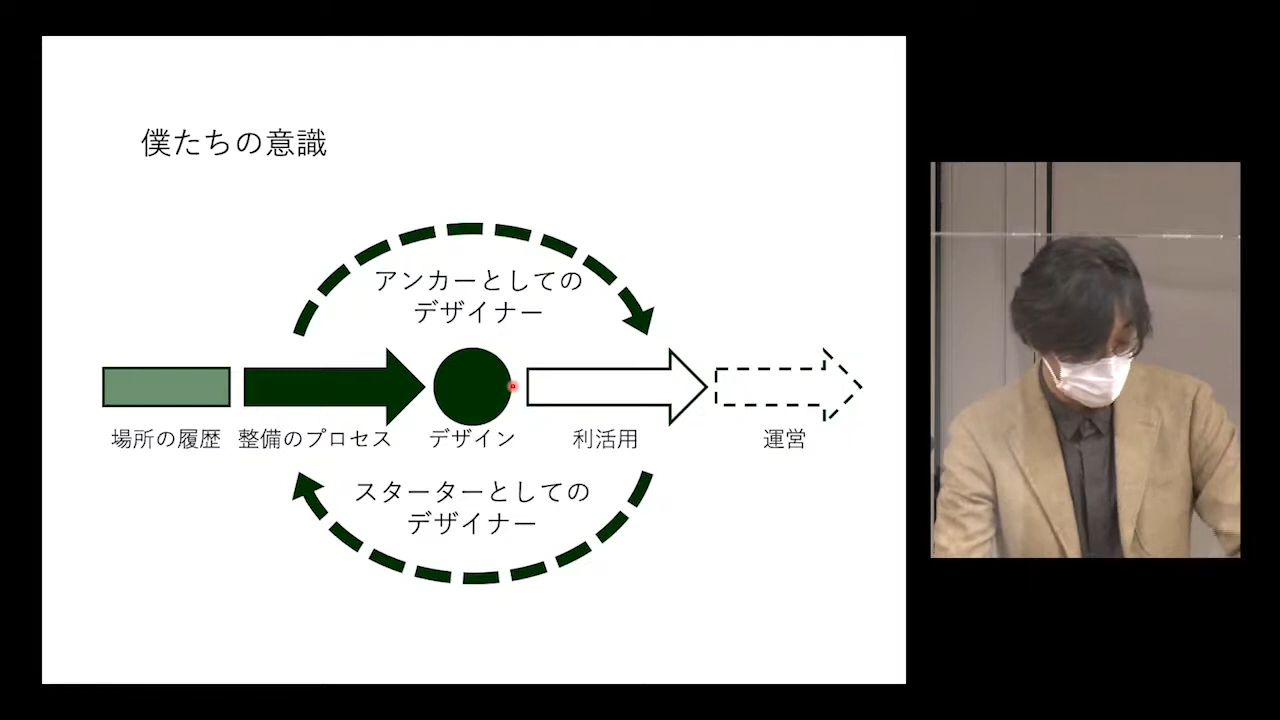 僕たちの意識
アンカーとしての
デザイナー
場所の履歴
整備のプロセス
デザイン
利活用
運営
スターターとしての
デザイナー